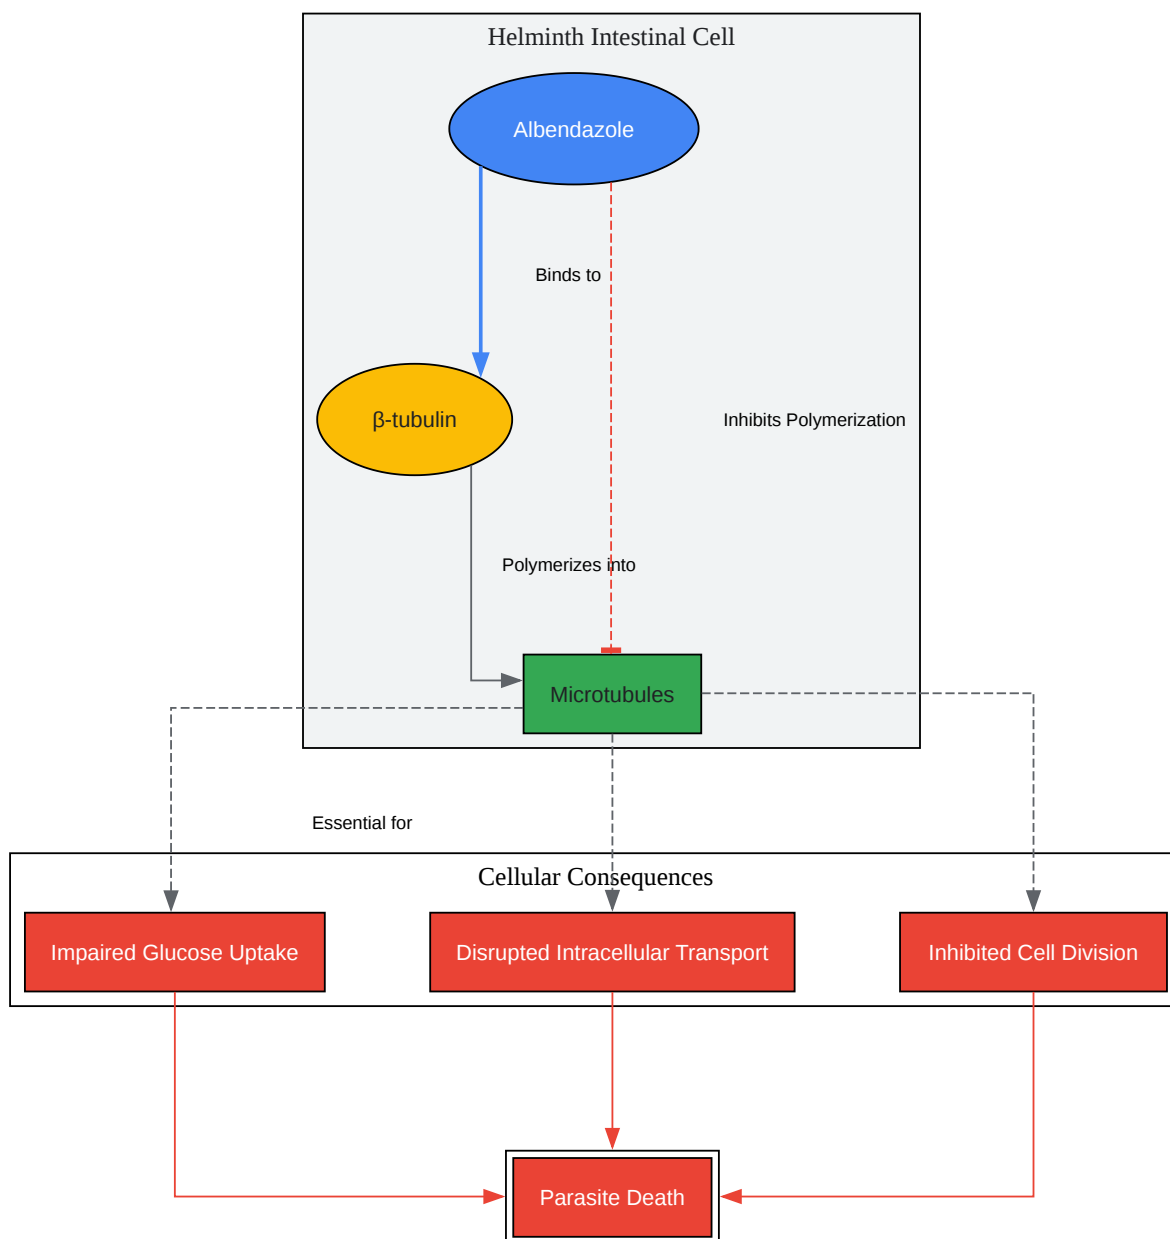 Helminth Intestinal Cell
Albendazole
Binds to
β-tubulin
Inhibits Polymerization
Polymerizes into
Microtubules
Essential for
Cellular Consequences
Impaired Glucose Uptake
Disrupted Intracellular Transport
Inhibited Cell Division
Parasite Death